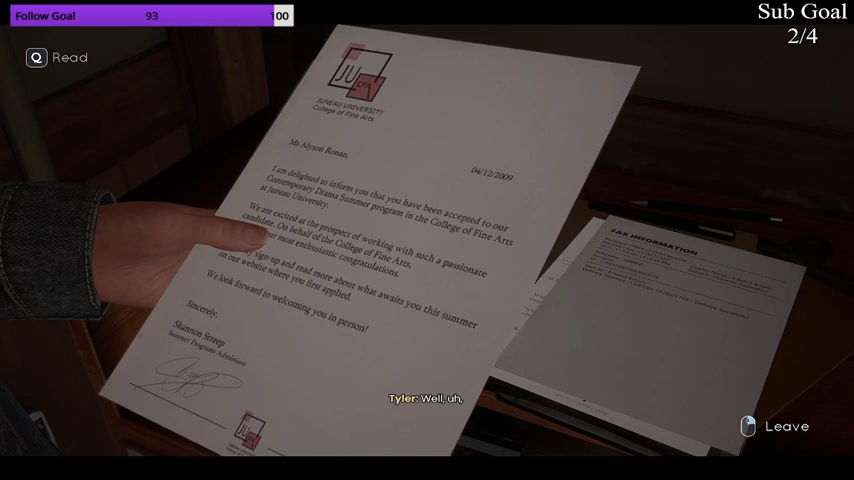 Follow Goal 93 100
Sub Goal
2/4
Q Read
JU
CFA
JUNEAU UNIVERSITY
College of Fine Arts
Ms Alyson Ronan,
04/12/2009
I am delighted to inform you that you have been accepted to our
Contemporary Drama Summer program in the College of Fine Arts
at Juneau University.
We are excited at the prospect of working with such a passionate
candidate. On behalf of the College of Fine Arts,
our most enthusiastic congratulations.
sign-up and read more about what awaits you this summer
on our website where you first applied.
We look forward to welcoming you in person!
Sincerely,
Shannon Streep
Summer Programs Admission
JU
FAX INFORMATION
Tyler: Well, uh,
Leave